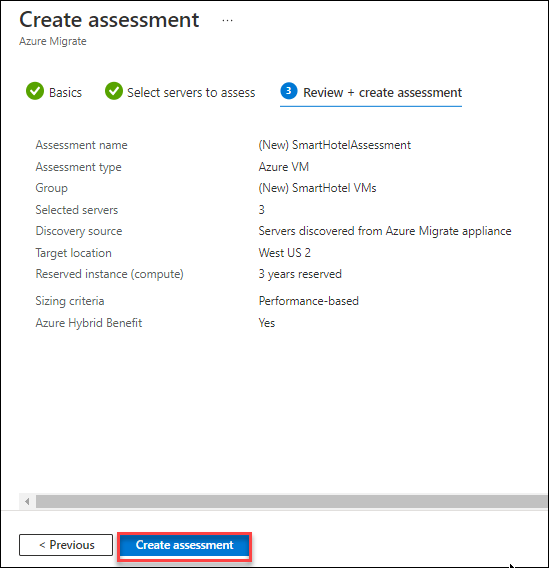 Create assessment ...
Azure Migrate
Basics Select servers to assess 3 Review + create assessment
Assessment name (New) SmartHotelAssessment
Assessment type Azure VM
Group (New) SmartHotel VMs
Selected servers 3
Discovery source Servers discovered from Azure Migrate appliance
Target location West US 2
Reserved instance (compute) 3 years reserved
Sizing criteria Performance-based
Azure Hybrid Benefit Yes
< Previous Create assessment